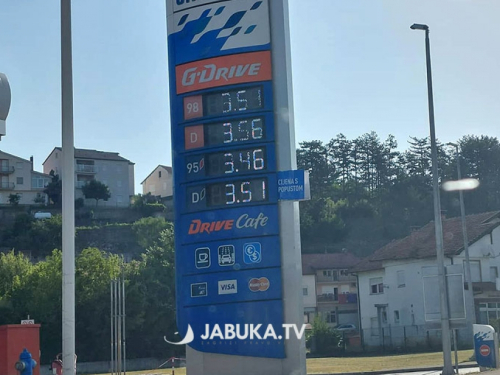 G-DRIVE
98 3.51
D 3.56
95 3.46
D 3.51
CIJENA S
POPUSTOM
DRIVE CAFE
VISA
JABUKA.TV